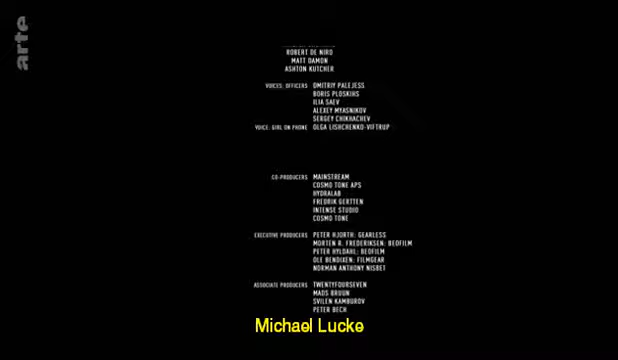 arte
ROBERT DE NIRO
MATT DAMON
ASHTON KUTCHER
VOICES: OFFICERS DMITRIY PALEJESS
BORIS PLOSKIHS
ILIA SAEV
ALEXEY MYASNIKOV
SERGEY CHIKHACHEV
VOICE: GIRL ON PHONE OLGA LISHCHENKO-VIFTRUP
CO-PRODUCERS MAINSTREAM
COSMO TONE APS
HYDRALAB
FREDRIK GERTTEN
INTENSE STUDIO
COSMO TONE
EXECUTIVE PRODUCERS PETER HJORTH: GEARLESS
MORTEN R. FREDERIKSEN: BEOFILM
PETER HYLDAHL: BEOFILM
OLE BENDIXEN: FILMGEAR
NORMAN ANTHONY NISBET
ASSOCIATE PRODUCERS TWENTYFOURSEVEN
MADS BRUUN
SVILEN KAMBUROV
PETER BECH
Michael Lucke